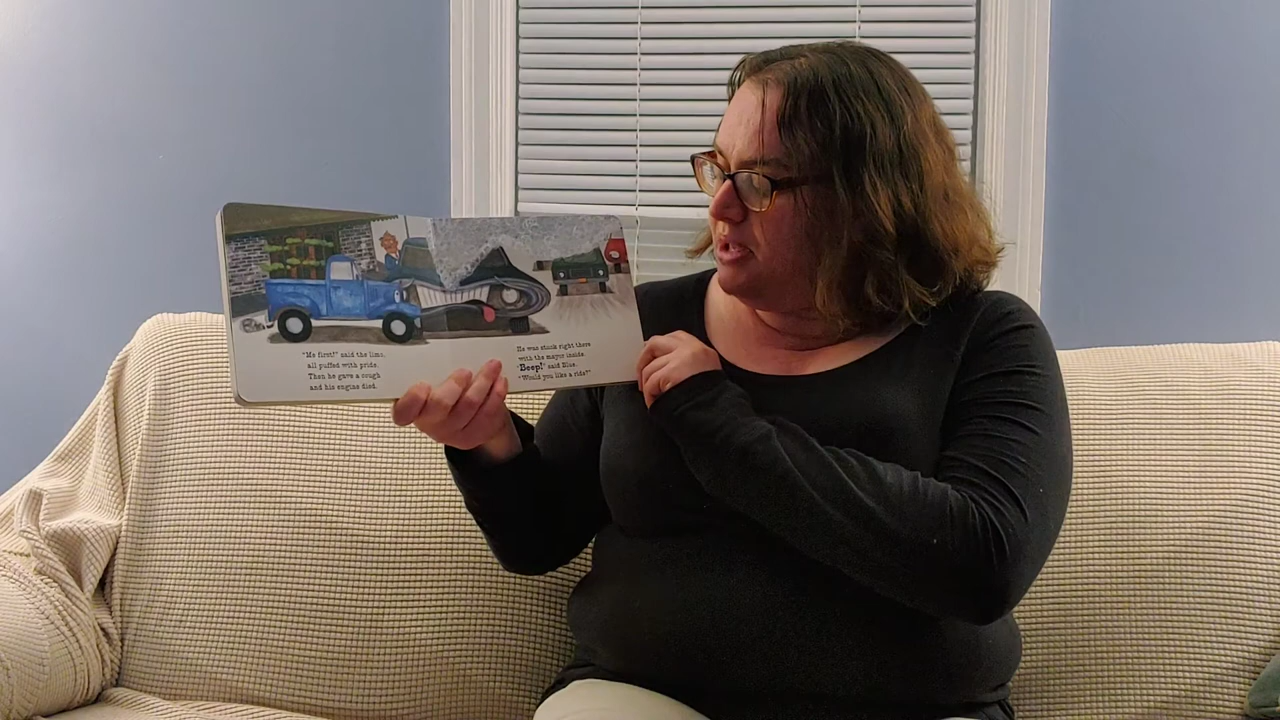 "Me first!" said the limo,
all puffed with pride.
Then he gave a cough
and his engine died.
He was stuck right there
with the mayor inside.
"Beep!" said Blue.
"Would you like a ride?"